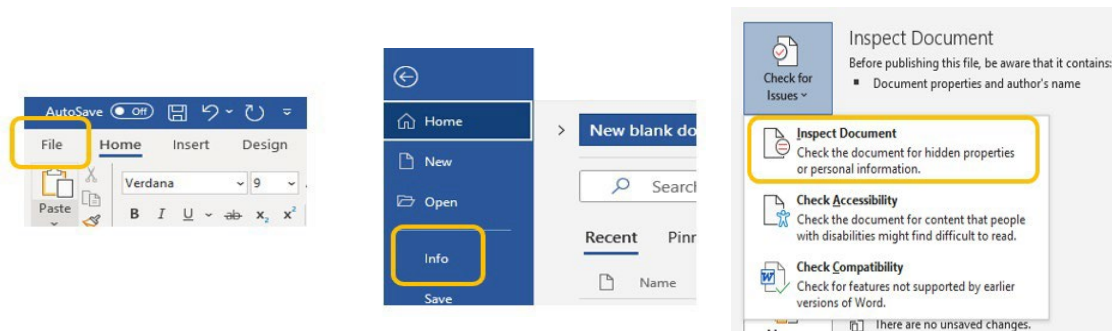 AutoSave Off
File Home Insert Design
Verdana 9
Paste B I U ab x₂ x²
Home
New
Open
Info
Save
New blank do
Search
Recent Pinn
Name
Check for
Issues
Inspect Document
Before publishing this file, be aware that it contains:
Document properties and author's name
Inspect Document
Check the document for hidden properties
or personal information.
Check Accessibility
Check the document for content that people
with disabilities might find difficult to read.
Check Compatibility
Check for features not supported by earlier
versions of Word.
There are no unsaved changes.